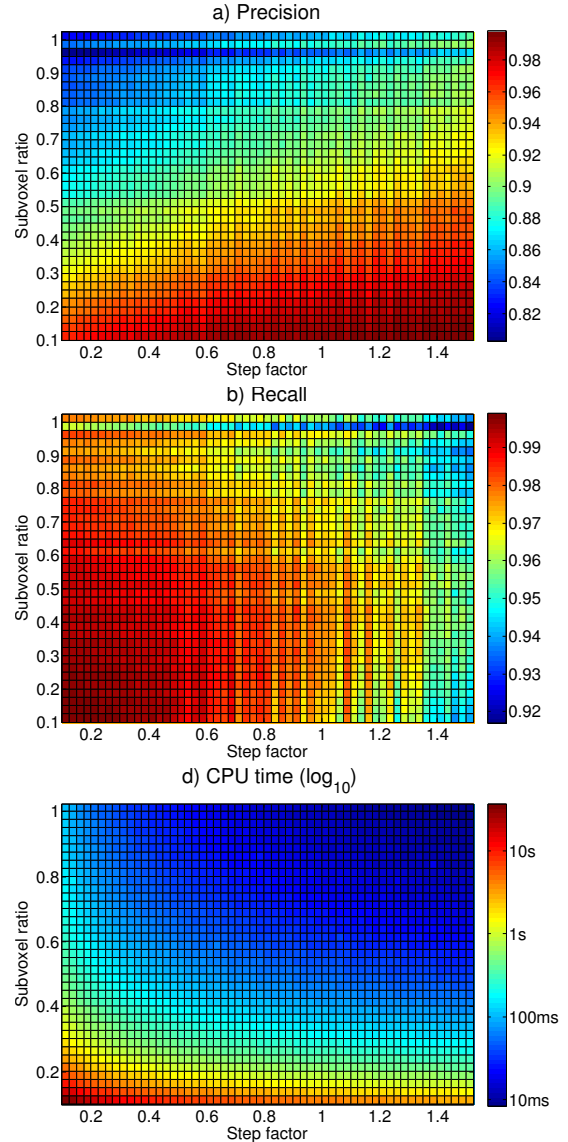 a) Precision
1
0.9
0.8
0.7
0.6
0.5
0.4
0.3
0.2
0.1
Subvoxel ratio
0.2 0.4 0.6 0.8 1 1.2 1.4
Step factor
0.98
0.96
0.94
0.92
0.9
0.88
0.86
0.84
0.82
b) Recall
1
0.9
0.8
0.7
0.6
0.5
0.4
0.3
0.2
0.1
Subvoxel ratio
0.2 0.4 0.6 0.8 1 1.2 1.4
Step factor
0.99
0.98
0.97
0.96
0.95
0.94
0.93
0.92
d) CPU time (log10)
1
0.8
0.6
0.4
0.2
Subvoxel ratio
0.2 0.4 0.6 0.8 1 1.2 1.4
Step factor
10s
1s
100ms
10ms